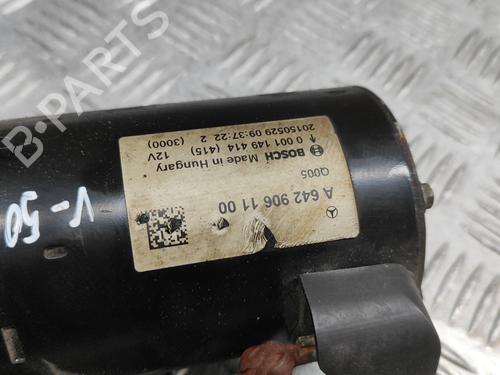 A 642 906 11 00
Q005
BOSCH Made in Hungary
↑ 0 001 149 414 (415) 12V
20150529 09:37:22 2 (3000)
V-50
B-PARTS